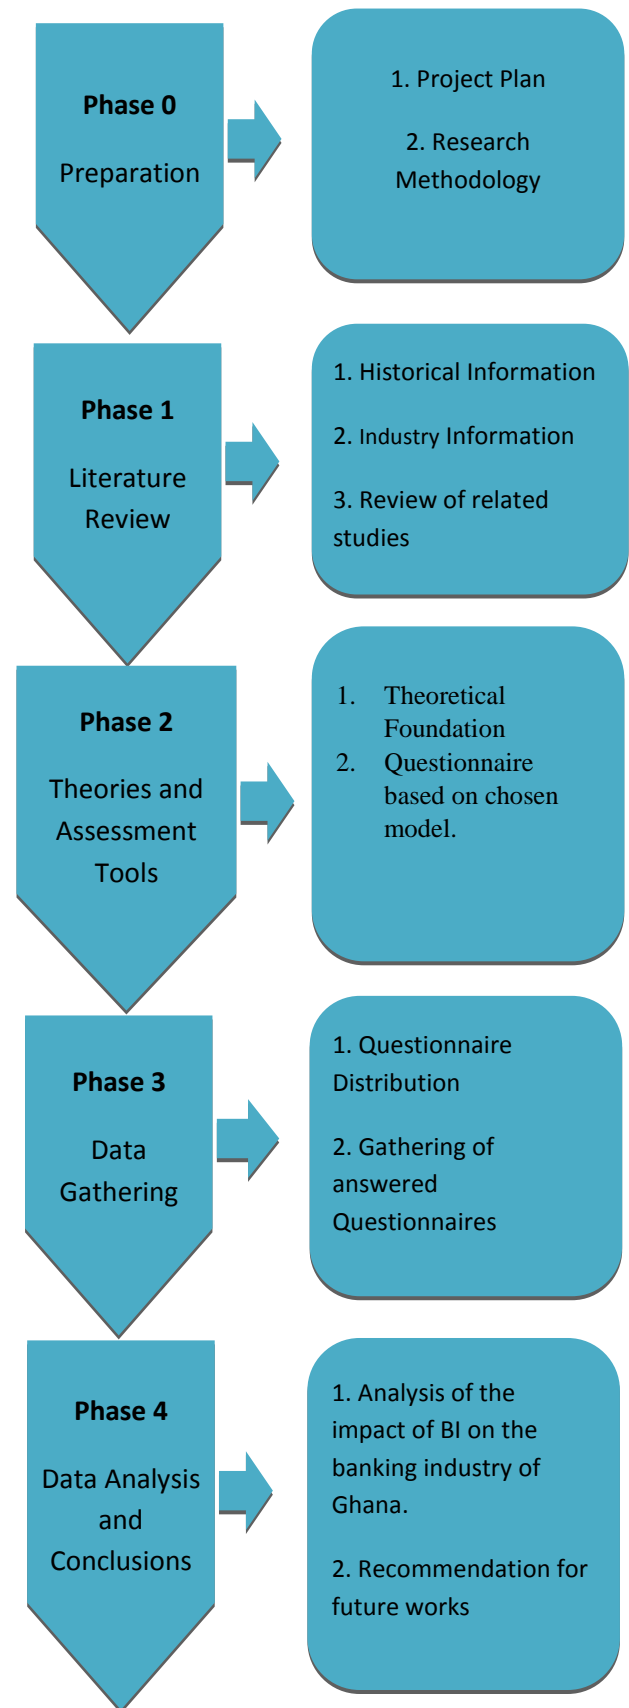 Phase 0
Preparation
1. Project Plan
2. Research
Methodology
Phase 1
Literature
Review
1. Historical Information
2. Industry Information
3. Review of related
studies
Phase 2
Theories and
Assessment
Tools
1. Theoretical
Foundation
2. Questionnaire
based on chosen
model.
Phase 3
Data
Gathering
1. Questionnaire
Distribution
2. Gathering of
answered
Questionnaires
Phase 4
Data Analysis
and
Conclusions
1. Analysis of the
impact of BI on the
banking industry of
Ghana.
2. Recommendation for
future works